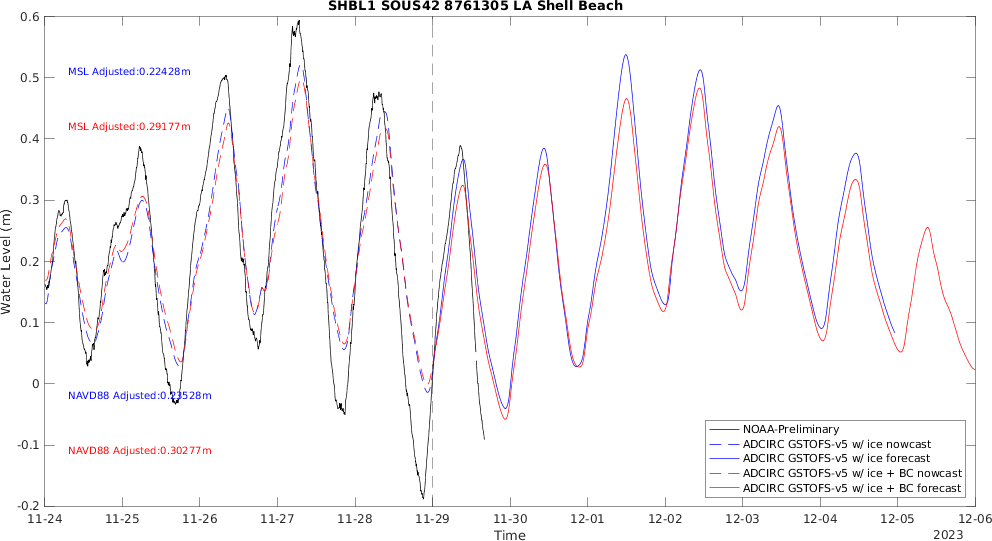 SHBL1 SOUS42 8761305 LA Shell Beach
Water Level (m)
0.6
0.5
0.4
0.3
0.2
0.1
0
-0.1
-0.2
MSL Adjusted:0.22428m
MSL Adjusted:0.29177m
NAVD88 Adjusted:0.23528m
NAVD88 Adjusted:0.30277m
NOAA-Preliminary
ADCIRC GSTOFS-v5 w/ ice nowcast
ADCIRC GSTOFS-v5 w/ ice forecast
ADCIRC GSTOFS-v5 w/ ice + BC nowcast
ADCIRC GSTOFS-v5 w/ ice + BC forecast
11-24 11-25 11-26 11-27 11-28 11-29 11-30 12-01 12-02 12-03 12-04 12-05 12-06
Time
2023